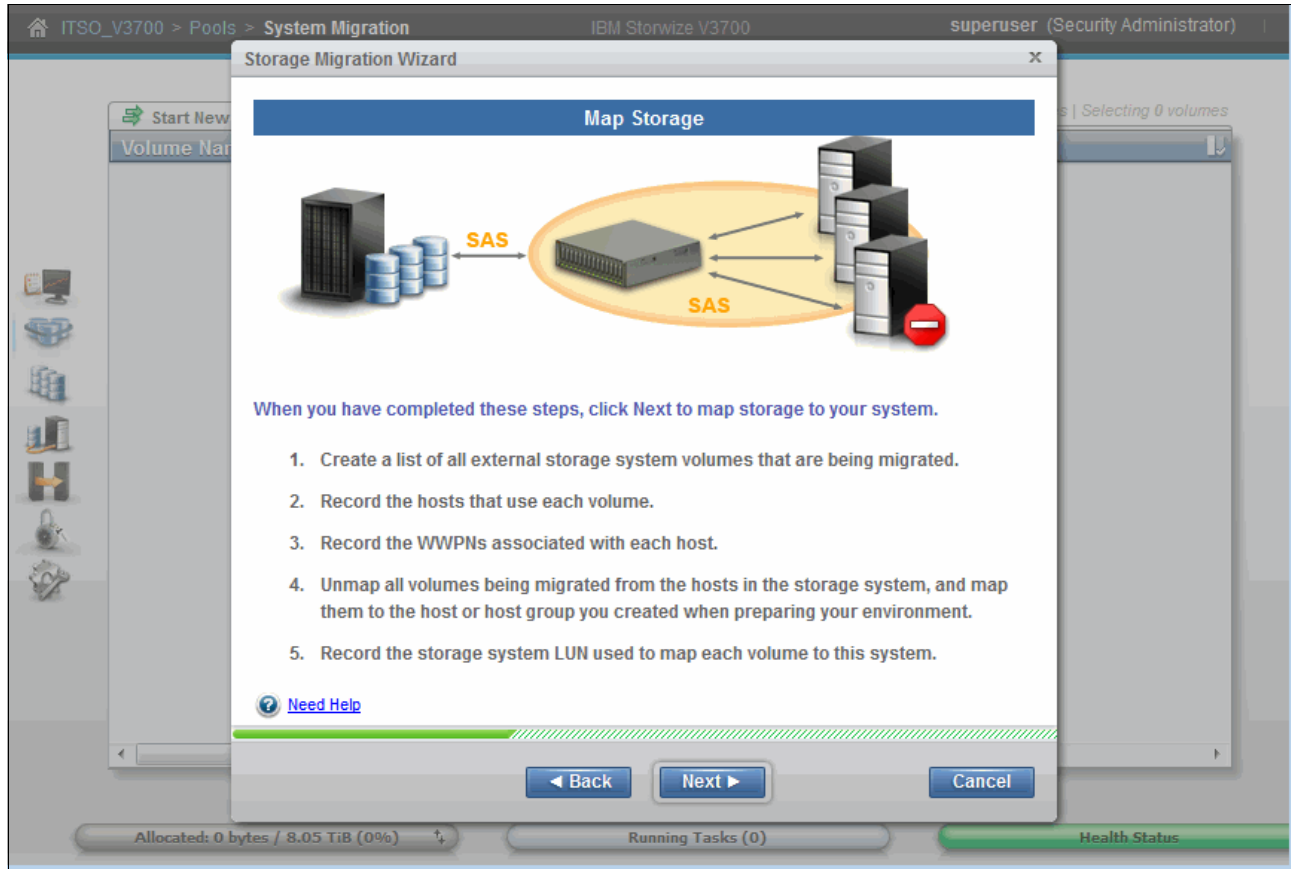 ITSO_V3700 > Pools > System Migration
IBM Storwize V3700
superuser (Security Administrator)
Storage Migration Wizard
x
Start New
s | Selecting 0 volumes
Volume Nar
Map Storage
SAS
SAS
When you have completed these steps, click Next to map storage to your system.
1. Create a list of all external storage system volumes that are being migrated.
2. Record the hosts that use each volume.
3. Record the WWPNs associated with each host.
4. Unmap all volumes being migrated from the hosts in the storage system, and map
them to the host or host group you created when preparing your environment.
5. Record the storage system LUN used to map each volume to this system.
Need Help
Back
Next
Cancel
Allocated: 0 bytes / 8.05 TiB (0%)
Running Tasks (0)
Health Status